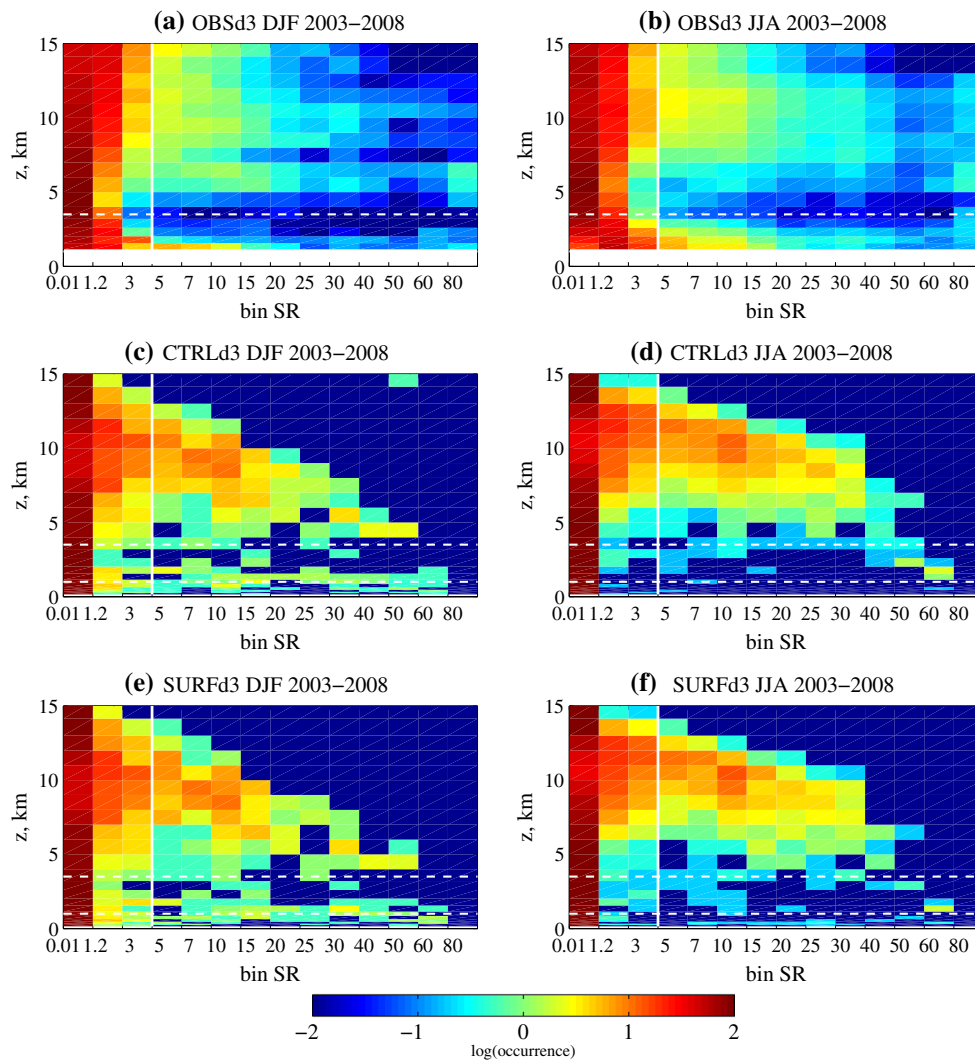 (a) OBSd3 DJF 2003−2008
(b) OBSd3 JJA 2003−2008
15
10
5
0
z, km
0.01 1.2 3 5 7 10 15 20 25 30 40 50 60 80
bin SR
15
10
5
0
z, km
0.01 1.2 3 5 7 10 15 20 25 30 40 50 60 80
bin SR
(c) CTRLd3 DJF 2003−2008
(d) CTRLd3 JJA 2003−2008
15
10
5
0
z, km
0.01 1.2 3 5 7 10 15 20 25 30 40 50 60 80
bin SR
15
10
5
0
z, km
0.01 1.2 3 5 7 10 15 20 25 30 40 50 60 80
bin SR
(e) SURFd3 DJF 2003−2008
(f) SURFd3 JJA 2003−2008
15
10
5
0
z, km
0.01 1.2 3 5 7 10 15 20 25 30 40 50 60 80
bin SR
15
10
5
0
z, km
0.01 1.2 3 5 7 10 15 20 25 30 40 50 60 80
bin SR
−2 −1 0 1 2
log(occurrence)